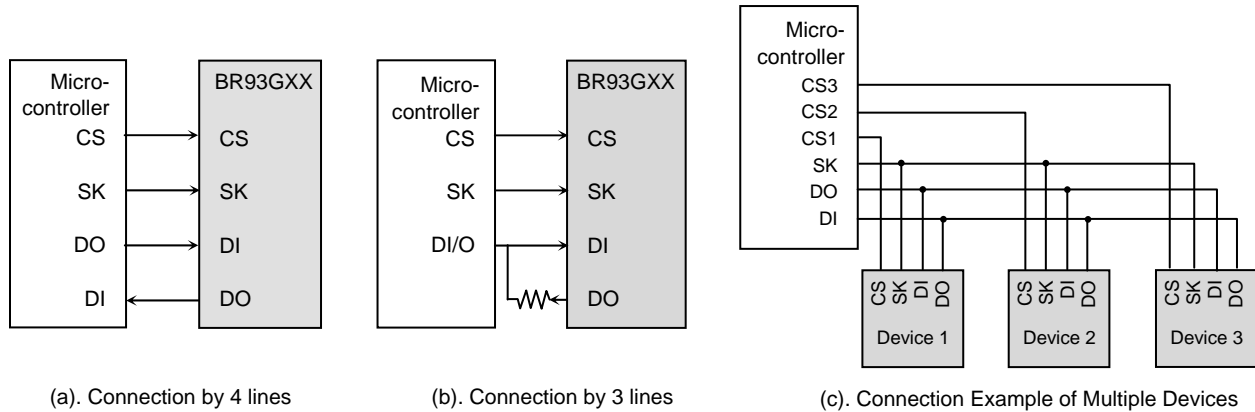 Micro-
controller
CS
SK
DO
DI
BR93GXX
CS
SK
DI
DO
(a). Connection by 4 lines
Micro-
controller
CS
SK
DI/O
BR93GXX
CS
SK
DI
DO
(b). Connection by 3 lines
Micro-
controller
CS3
CS2
CS1
SK
DO
DI
CS
SK
DI
DO
Device 1
CS
SK
DI
DO
Device 2
CS
SK
DI
DO
Device 3
(c). Connection Example of Multiple Devices